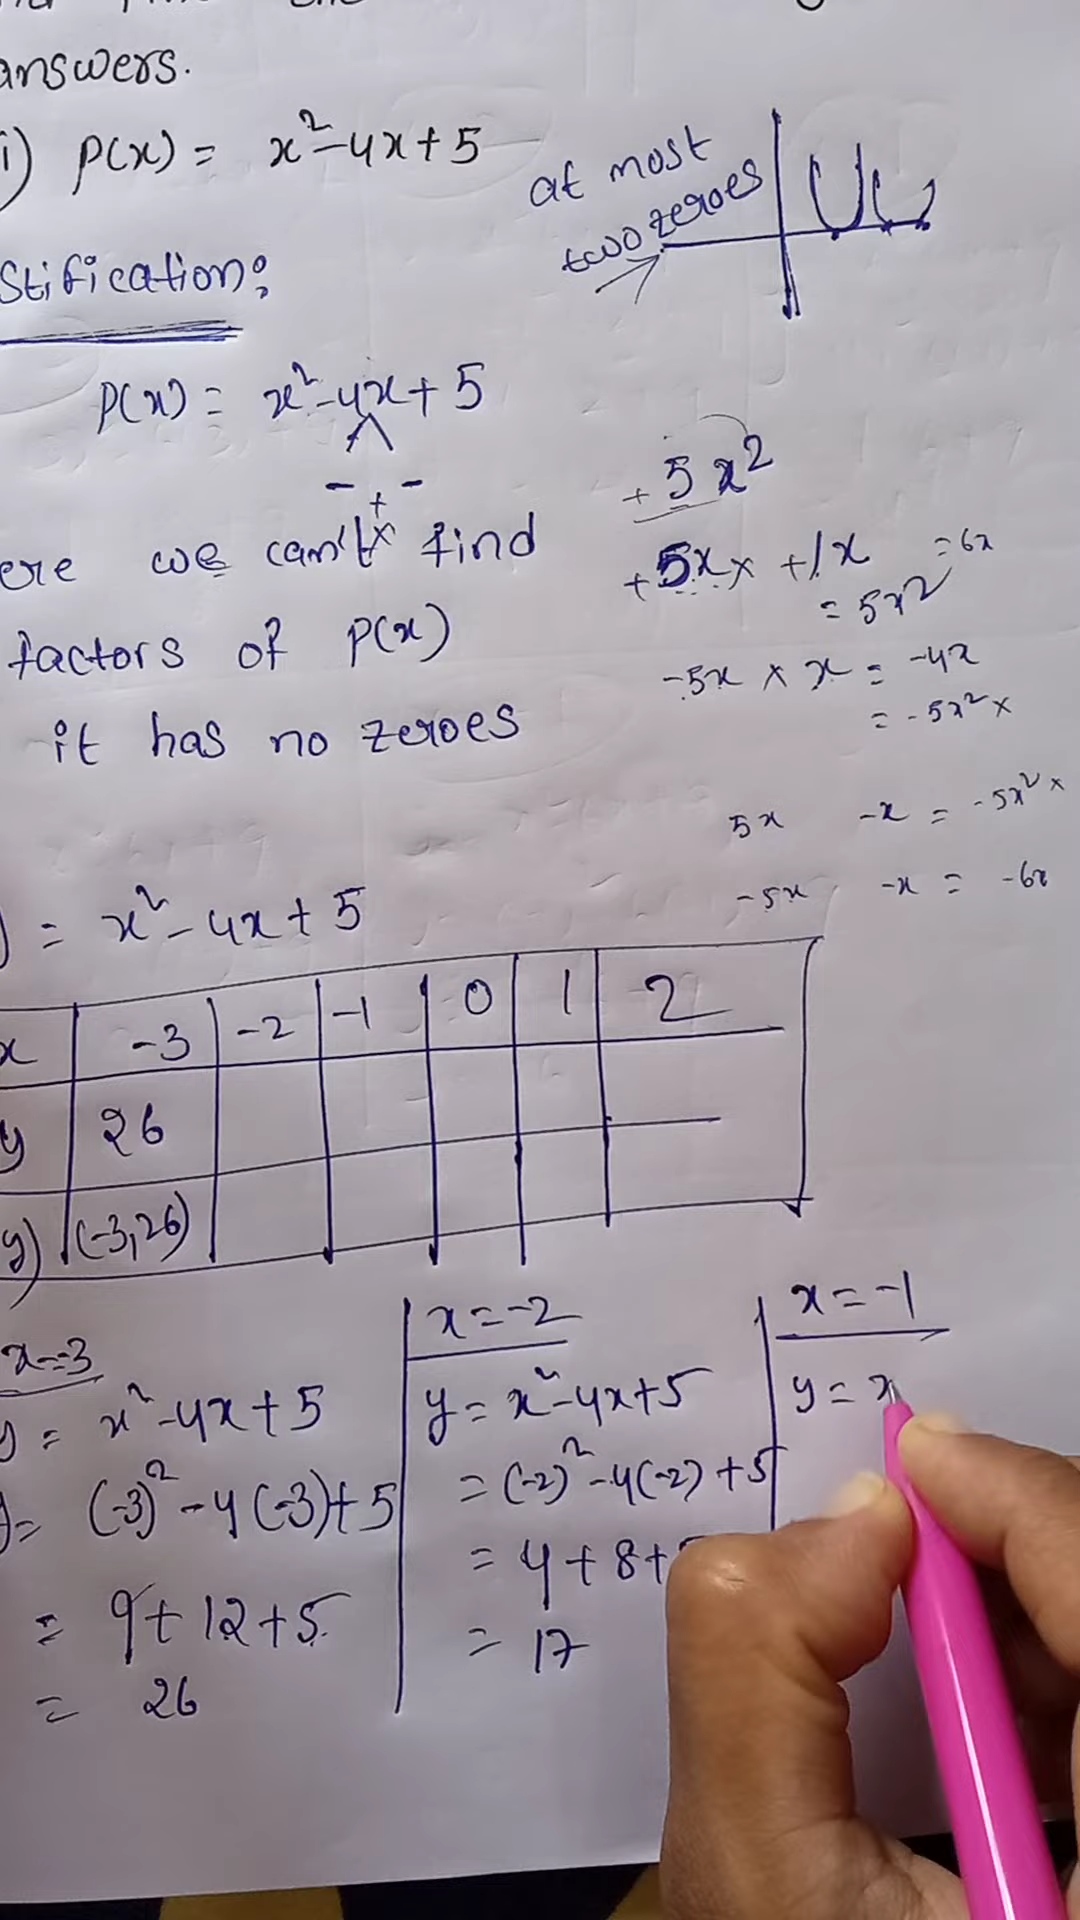 answers.
i) P(x) = x²-4x+5
at most
two zeroes
stification:
P(x) = x²-4x+5
- -
+
x
+5x²
ere we can't find
+5x x +1x = 6x
= 5x²
factors of P(x)
-5x × x = -4x
= -5x² ×
it has no zeroes
5x -x = -5x² ×
-5x -x = -6x
y = x²-4x+5
x -3 -2 -1 0 1 2
y 26
y) (-3,26)
x=-3
y = x²-4x+5
y= (-3)²-4(-3)+5
= 9+12+5
= 26
x=-2
y= x²-4x+5
= (-2)²-4(-2)+5
= 4+8+
= 17
x=-1
y=x